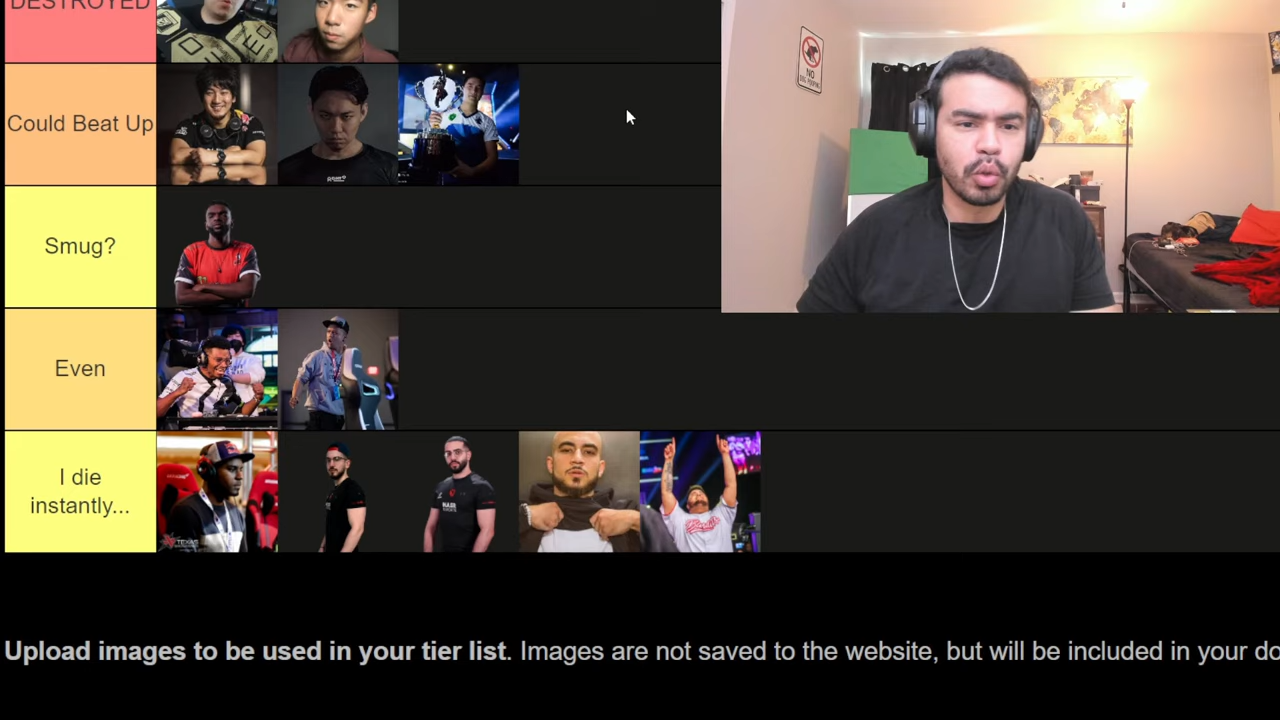 DESTROYED
Could Beat Up
Smug?
Even
I die
instantly...
NO
Upload images to be used in your tier list. Images are not saved to the website, but will be included in your do